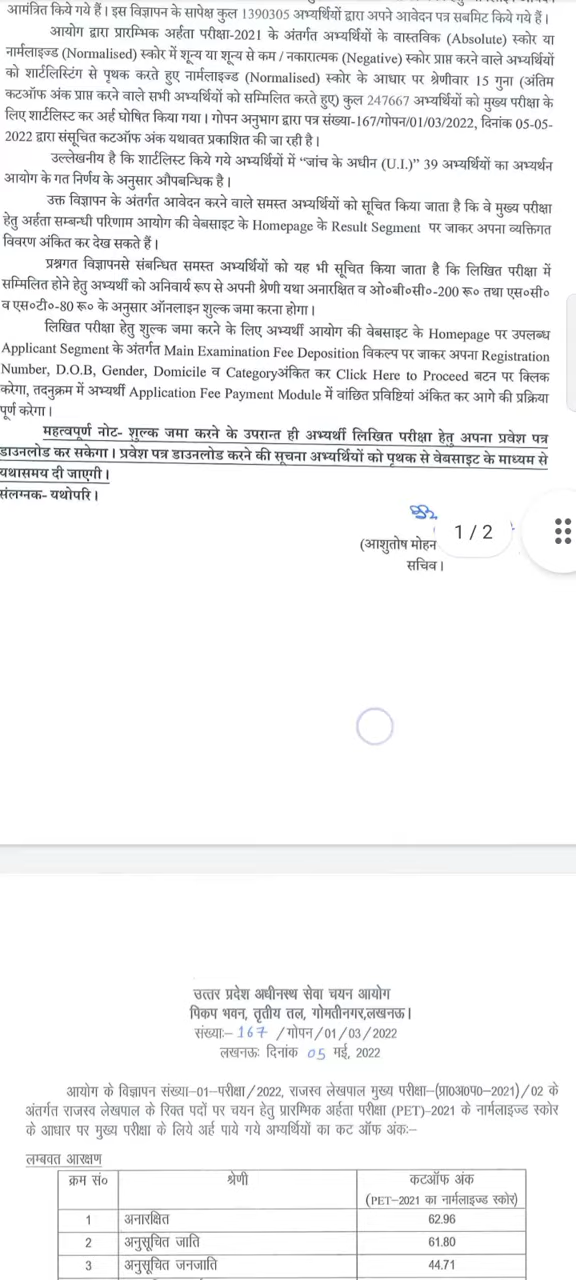 आमंत्रित किये गये हैं। इस विज्ञापन के सापेक्ष कुल 1390305 अभ्यर्थियों द्वारा अपने आवेदन पत्र सबमिट किये गये हैं।
आयोग द्वारा प्रारम्भिक अर्हता परीक्षा-2021 के अंतर्गत अभ्यर्थियों के वास्तविक (Absolute) स्कोर या
नार्मलाइज्ड (Normalised) स्कोर में शून्य या शून्य से कम / नकारात्मक (Negative) स्कोर प्राप्त करने वाले अभ्यर्थियों
को शार्टलिस्टिंग से पृथक करते हुए नार्मलाइज्ड (Normalised) स्कोर के आधार पर श्रेणीवार 15 गुना (अंतिम
कटऑफ अंक प्राप्त करने वाले सभी अभ्यर्थियों को सम्मिलित करते हुए) कुल 247667 अभ्यर्थियों को मुख्य परीक्षा के
लिए शार्टलिस्ट कर अर्ह घोषित किया गया। गोपन अनुभाग द्वारा पत्र संख्या-167/गोपन/01/03/2022, दिनांक 05-05-
2022 द्वारा संसूचित कटऑफ अंक यथावत प्रकाशित की जा रही है।
उल्लेखनीय है कि शार्टलिस्ट किये गये अभ्यर्थियों में "जांच के अधीन (U.I.)" 39 अभ्यर्थियों का अभ्यर्थन
आयोग के गत निर्णय के अनुसार औपबन्धिक है।
उक्त विज्ञापन के अंतर्गत आवेदन करने वाले समस्त अभ्यर्थियों को सूचित किया जाता है कि वे मुख्य परीक्षा
हेतु अर्हता सम्बन्धी परिणाम आयोग की वेबसाइट के Homepage के Result Segment पर जाकर अपना व्यक्तिगत
विवरण अंकित कर देख सकते हैं।
प्रश्नगत विज्ञापनसे संबन्धित समस्त अभ्यर्थियों को यह भी सूचित किया जाता है कि लिखित परीक्षा में
सम्मिलित होने हेतु अभ्यर्थी को अनिवार्य रूप से अपनी श्रेणी यथा अनारक्षित व ओ०बी०सी०-200 रू० तथा एस०सी०
व एस०टी०-80 रू० के अनुसार ऑनलाइन शुल्क जमा करना होगा।
लिखित परीक्षा हेतु शुल्क जमा करने के लिए अभ्यर्थी आयोग की वेबसाइट के Homepage पर उपलब्ध
Applicant Segment के अंतर्गत Main Examination Fee Deposition विकल्प पर जाकर अपना Registration
Number, D.O.B, Gender, Domicile व Categoryअंकित कर Click Here to Proceed बटन पर क्लिक
करेगा, तदनुक्रम में अभ्यर्थी Application Fee Payment Module में वांछित प्रविष्टियां अंकित कर आगे की प्रक्रिया
पूर्ण करेगा।
महत्वपूर्ण नोट- शुल्क जमा करने के उपरान्त ही अभ्यर्थी लिखित परीक्षा हेतु अपना प्रवेश पत्र
डाउनलोड कर सकेगा। प्रवेश पत्र डाउनलोड करने की सूचना अभ्यर्थियों को पृथक से वेबसाइट के माध्यम से
यथासमय दी जाएगी।
संलग्नक- यथोपरि।
1 / 2
(आशुतोष मोहन
सचिव।
उत्तर प्रदेश अधीनस्थ सेवा चयन आयोग
पिकप भवन, तृतीय तल, गोमतीनगर,लखनऊ।
संख्याः– 167 /गोपन/01/03/2022
लखनऊः दिनांक 05 मई, 2022
आयोग के विज्ञापन संख्या–01–परीक्षा/2022, राजस्व लेखपाल मुख्य परीक्षा–(प्रा0अ0प0–2021)/02 के
अंतर्गत राजस्व लेखपाल के रिक्त पदों पर चयन हेतु प्रारम्भिक अर्हता परीक्षा (PET)–2021 के नार्मलाइज्ड स्कोर
के आधार पर मुख्य परीक्षा के लिये अर्ह पाये गये अभ्यर्थियों का कट ऑफ अंकः–
लम्बवत आरक्षण
क्रम सं० श्रेणी कटऑफ अंक
(PET–2021 का नार्मलाइज्ड स्कोर)
1 अनारक्षित 62.96
2 अनुसूचित जाति 61.80
3 अनुसूचित जनजाति 44.71